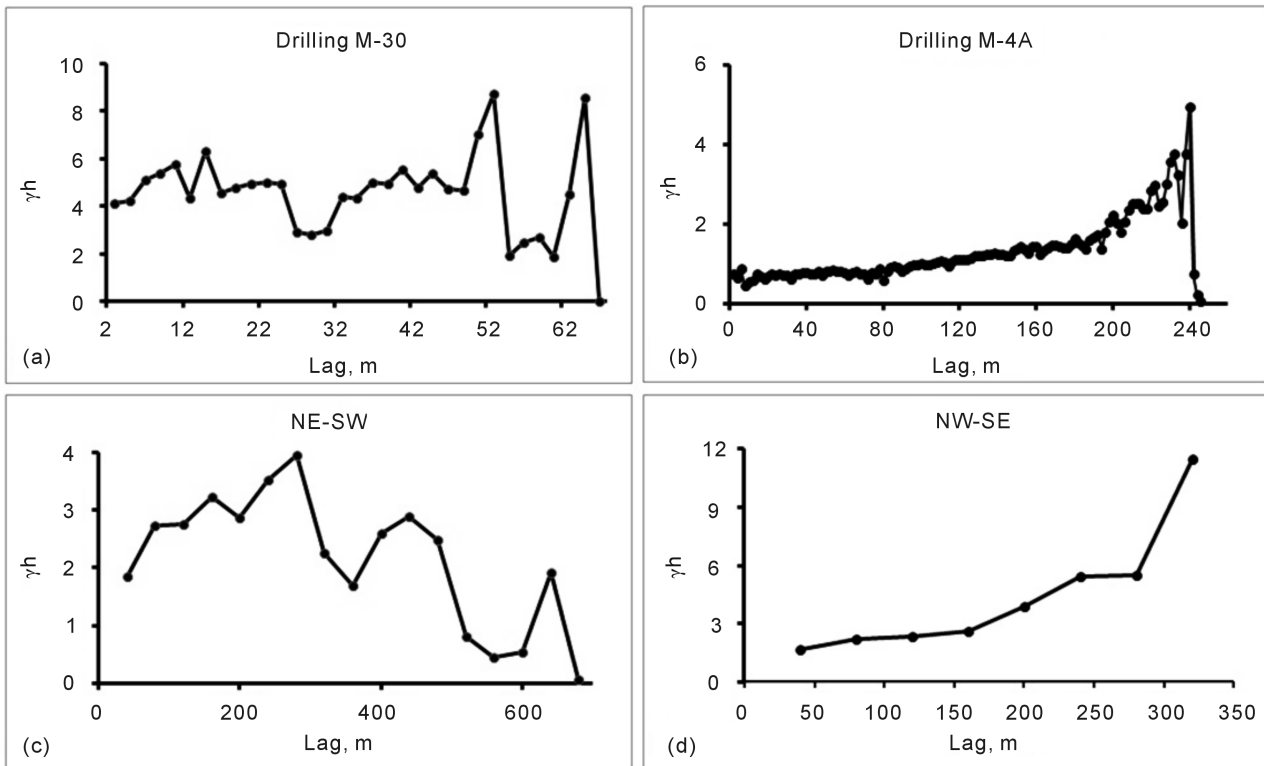 Drilling M-30
10
8
6
4
2
0
γh
2 12 22 32 42 52 62
Lag, m
(a)
Drilling M-4A
6
4
2
0
γh
0 40 80 120 160 200 240
Lag, m
(b)
NE-SW
4
3
2
1
0
γh
0 200 400 600
Lag, m
(c)
NW-SE
12
9
6
3
0
γh
0 50 100 150 200 250 300 350
Lag, m
(d)